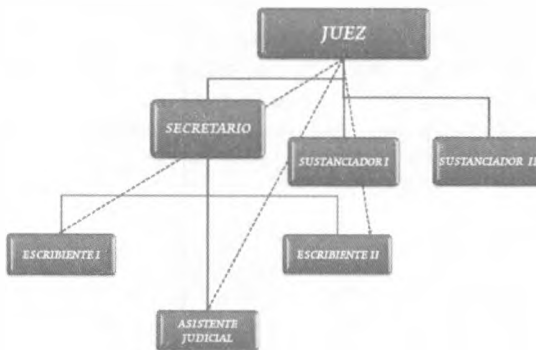 JUEZ
SECRETARIO
SUSTANCIADOR I
SUSTANCIADOR II
ESCRIBIENTE I
ESCRIBIENTE II
ASISTENTE
JUDICIAL